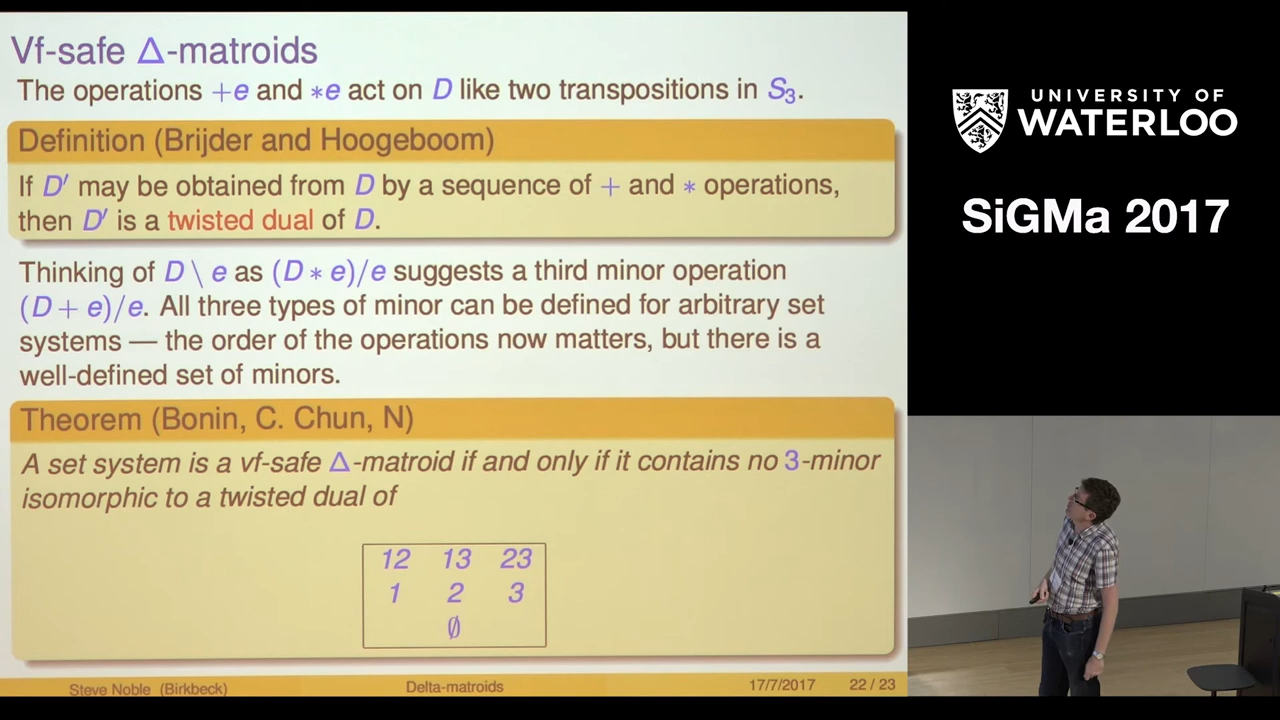 Vf-safe Δ-matroids
The operations +e and ∗e act on D like two transpositions in S₃.
Definition (Brijder and Hoogeboom)
If D′ may be obtained from D by a sequence of + and ∗ operations,
then D′ is a twisted dual of D.
Thinking of D \ e as (D ∗ e)/e suggests a third minor operation
(D + e)/e. All three types of minor can be defined for arbitrary set
systems — the order of the operations now matters, but there is a
well-defined set of minors.
Theorem (Bonin, C. Chun, N)
A set system is a vf-safe Δ-matroid if and only if it contains no 3-minor
isomorphic to a twisted dual of
12 13 23
1 2 3
∅
Steve Noble (Birkbeck) Delta-matroids 17/7/2017 22 / 23
UNIVERSITY OF
WATERLOO
SiGMa 2017